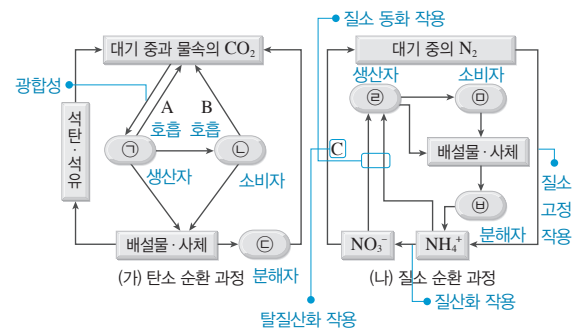 질소 동화 작용
대기 중과 물속의 CO₂
대기 중의 N₂
광합성
생산자
소비자
A
B
㉣
㉤
석탄·석유
호흡
호흡
C
배설물·사체
㉠
㉡
생산자
소비자
질소
고정
작용
㉥
분해자
배설물·사체
㉢
NO₃⁻
NH₄⁺
(가) 탄소 순환 과정
분해자
(나) 질소 순환 과정
질산화 작용
탈질산화 작용